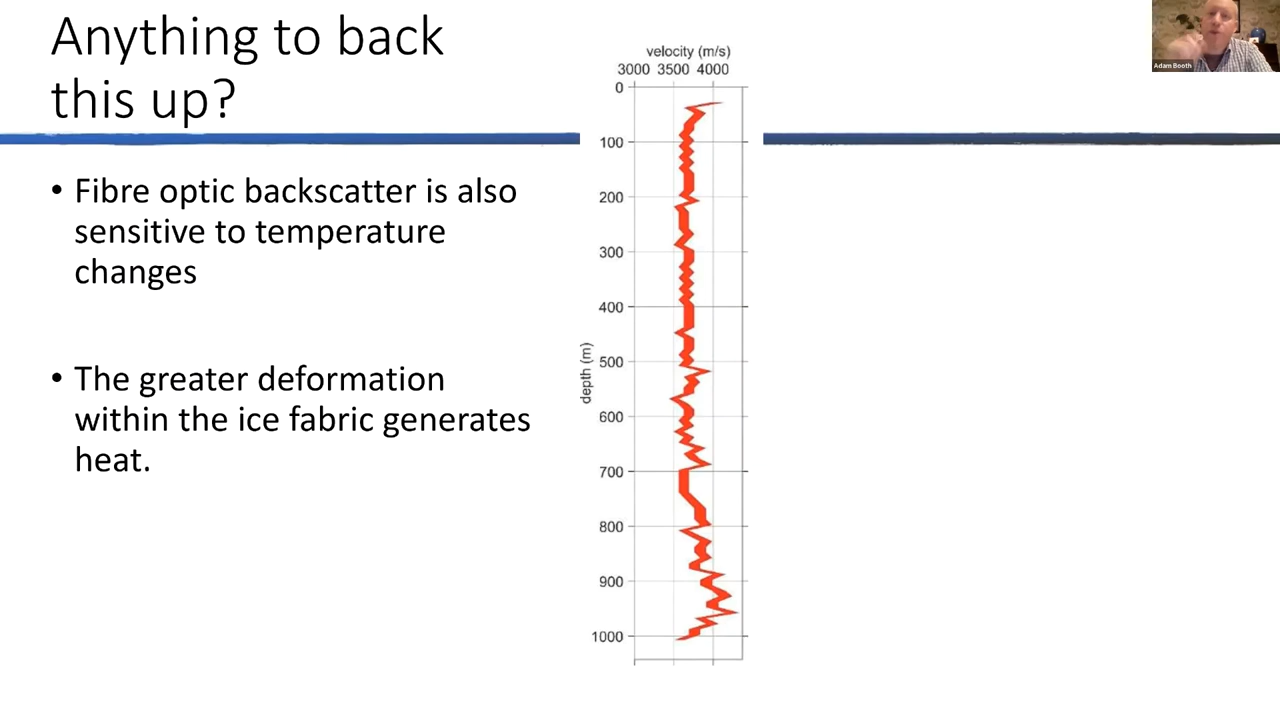 Anything to back
this up?
• Fibre optic backscatter is also
sensitive to temperature
changes
• The greater deformation
within the ice fabric generates
heat.
velocity (m/s)
3000 3500 4000
0
100
200
300
400
500
600
700
800
900
1000
depth (m)
Adam Booth